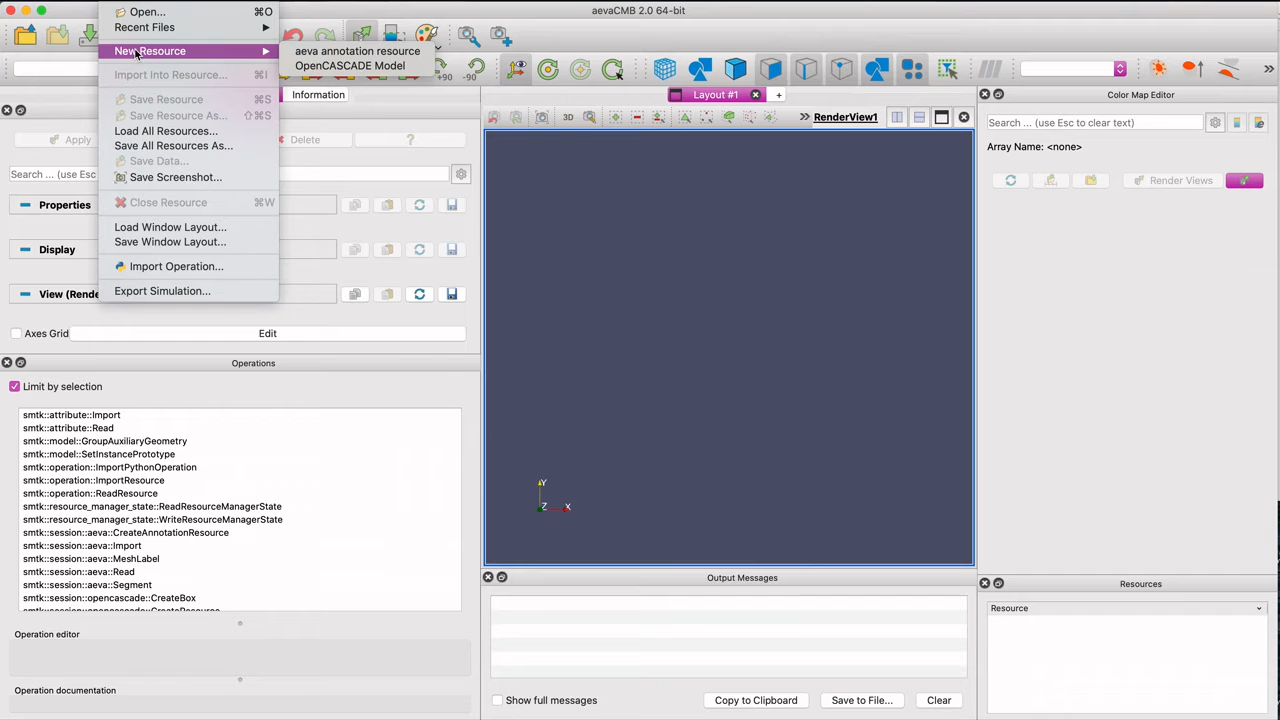 aevaCMB 2.0 64-bit
Open... ⌘O
Recent Files
New Resource
aeva annotation resource
OpenCASCADE Model
Import Into Resource... ⌘I
Save Resource ⌘S
Save Resource As... ⇧⌘S
Load All Resources...
Save All Resources As...
Save Data...
Save Screenshot...
Close Resource ⌘W
Load Window Layout...
Save Window Layout...
Import Operation...
Export Simulation...
-90
+90
Information
Apply
Delete
?
Search ... (use Esc
Properties
Display
View (Rende
Axes Grid
Edit
Operations
Limit by selection
smtk::attribute::Import
smtk::attribute::Read
smtk::model::GroupAuxiliaryGeometry
smtk::model::SetInstancePrototype
smtk::operation::ImportPythonOperation
smtk::operation::ImportResource
smtk::operation::ReadResource
smtk::resource_manager_state::ReadResourceManagerState
smtk::resource_manager_state::WriteResourceManagerState
smtk::session::aeva::CreateAnnotationResource
smtk::session::aeva::Import
smtk::session::aeva::MeshLabel
smtk::session::aeva::Read
smtk::session::aeva::Segment
smtk::session::opencascade::CreateBox
smtk::session::opencascade::CreateResource
Operation editor
Operation documentation
Layout #1
+
3D
RenderView1
Y
Z X
Output Messages
Show full messages
Copy to Clipboard
Save to File...
Clear
Color Map Editor
Search ... (use Esc to clear text)
Array Name: <none>
Render Views
Resources
Resource